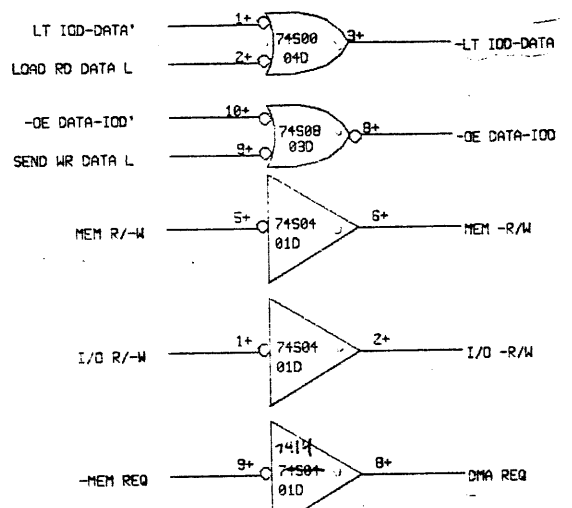 LT IOD-DATA' 1+ 74S00 3+ -LT IOD-DATA
LOAD RD DATA L 2+ 04D
-OE DATA-IOD' 10+ 74S08 8+ -OE DATA-IOD
SEND WR DATA L 9+ 03D
MEM R/-W 5+ 74S04 6+ MEM -R/W
01D
I/O R/-W 1+ 74S04 2+ I/O -R/W
01D
7414
-MEM REQ 9+ 74S04 8+ DMA REQ
01D